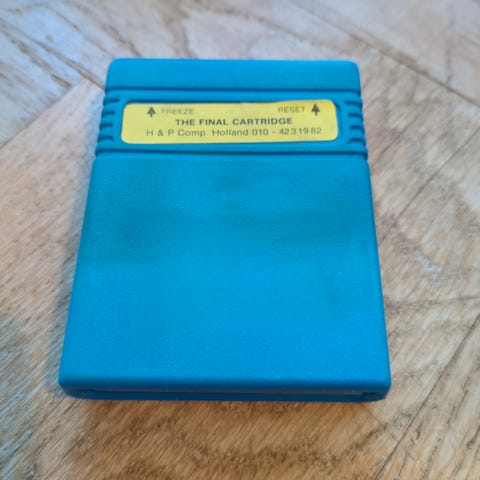 FREEZE RESET
THE FINAL CARTRIDGE
H & P Comp. Holland 010 - 4231982